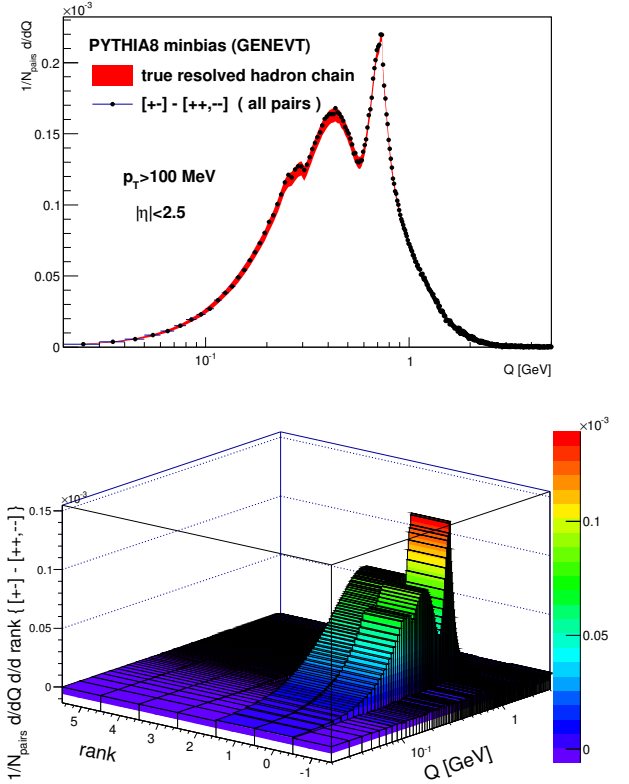 ×10⁻³
1/N_pairs d/dQ
0.2
0.15
0.1
0.05
0
PYTHIA8 minbias (GENEVT)
true resolved hadron chain
[+-] - [++,--] ( all pairs )
p_T>100 MeV
|η|<2.5
10⁻¹
1
Q [GeV]
×10⁻³
1/N_pairs d/dQ d/d rank { [+-] - [++,--] }
0.15
0.1
0.05
0
5
4
3
2
1
0
-1
rank
10⁻¹
1
Q [GeV]
×10⁻³
0.1
0.05
0